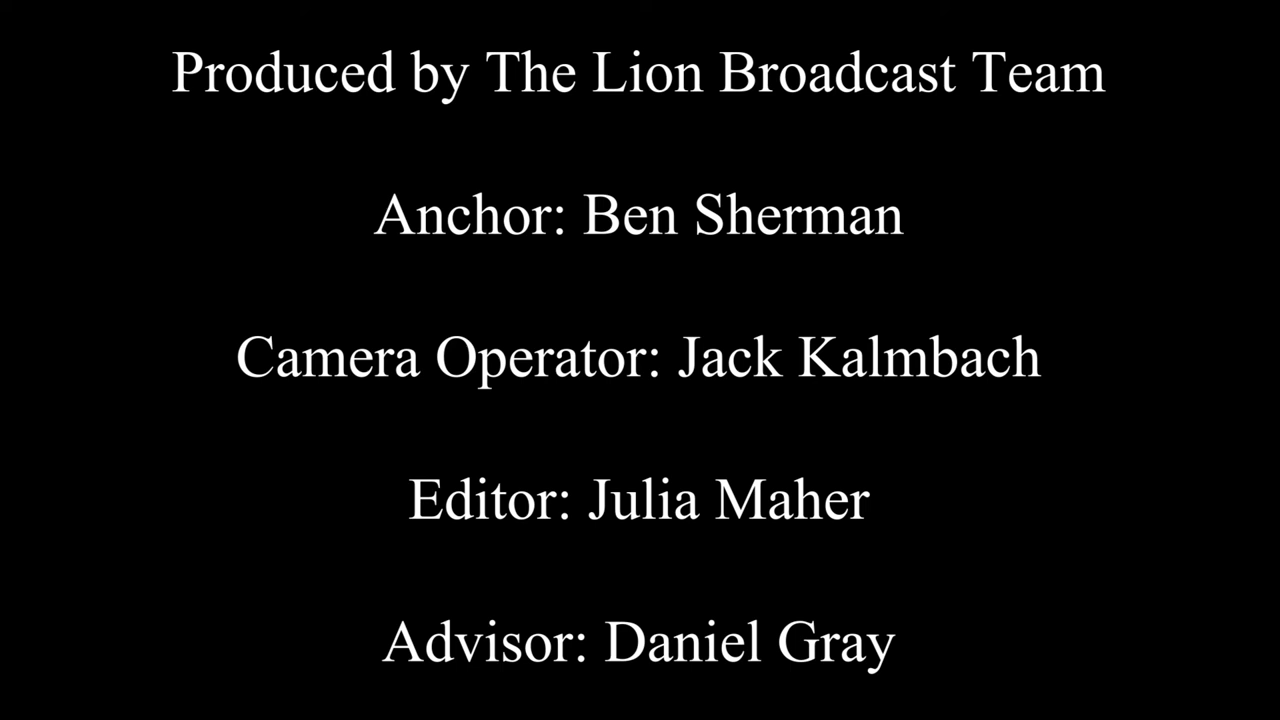 Produced by The Lion Broadcast Team
Anchor: Ben Sherman
Camera Operator: Jack Kalmbach
Editor: Julia Maher
Advisor: Daniel Gray